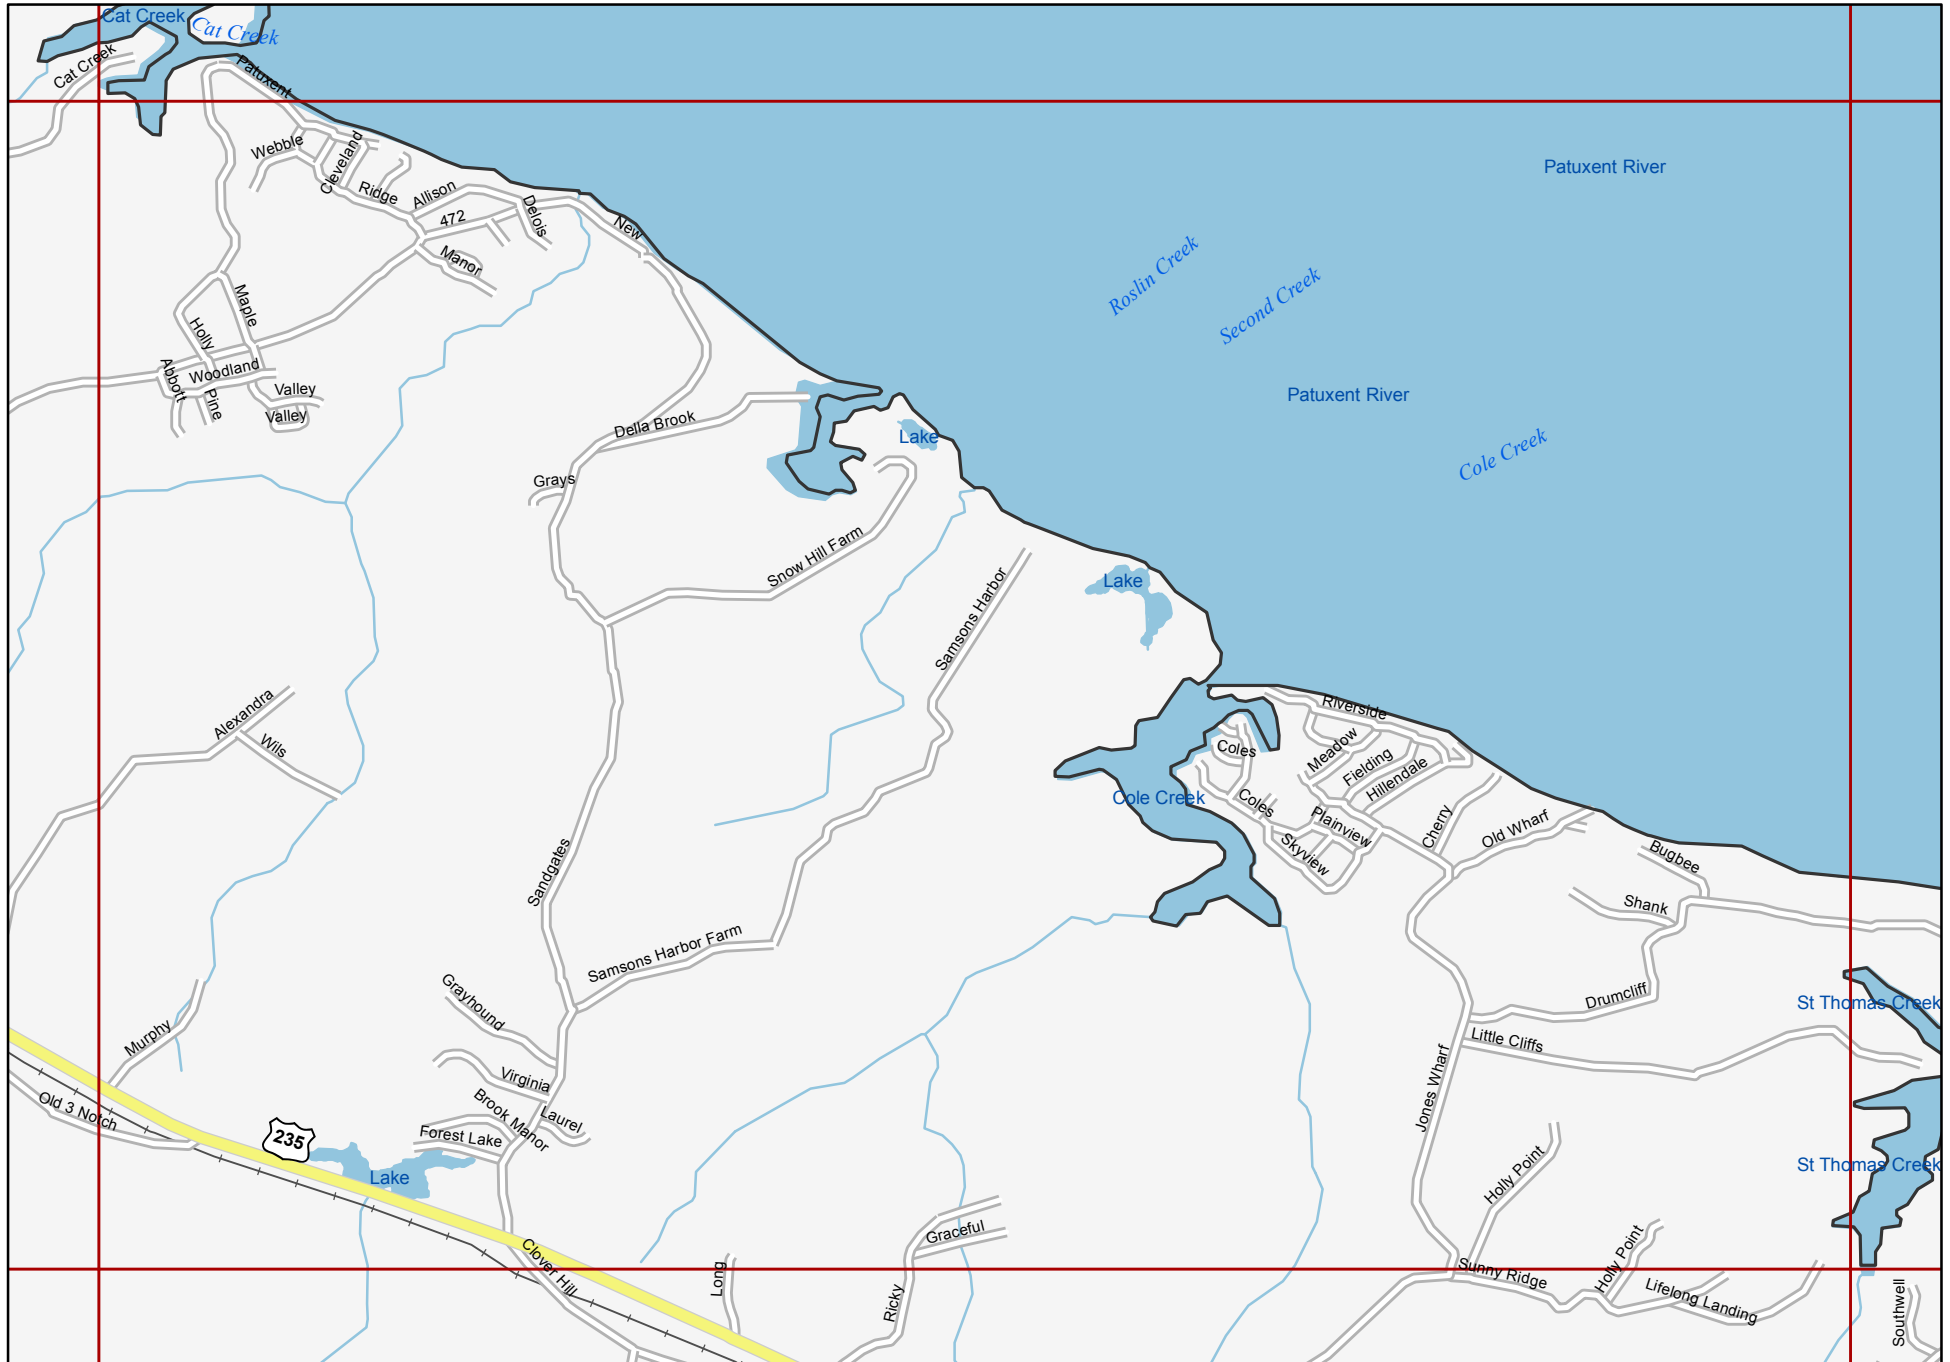 Cat Creek
Cat Creek
Cat Creek
Patuxent
Webble
Cleveland
Patuxent River
Ridge
Allison
472
Delois
New
Manor
Roslin Creek
Second Creek
Maple
Holly
Abbott
Woodland
Pine
Valley
Valley
Patuxent River
Della Brook
Lake
Cole Creek
Grays
Snow Hill Farm
Lake
Samsons Harbor
Alexandra
Wils
Riverside
Coles
Meadow
Fielding
Hillendale
Cole Creek
Coles
Plainview
Skyview
Cherry
Old Wharf
Bugbee
Sandgates
Shank
Samsons Harbor Farm
Grayhound
Drumcliff
St Thomas Creek
Murphy
Little Cliffs
Jones Wharf
Virginia
Old 3 Notch
Brook Manor
Laurel
235
Forest Lake
Lake
St Thomas Creek
Holly Point
Graceful
Clover Hill
Long
Ricky
Sunny Ridge
Holly Point
Lifelong Landing
Southwell